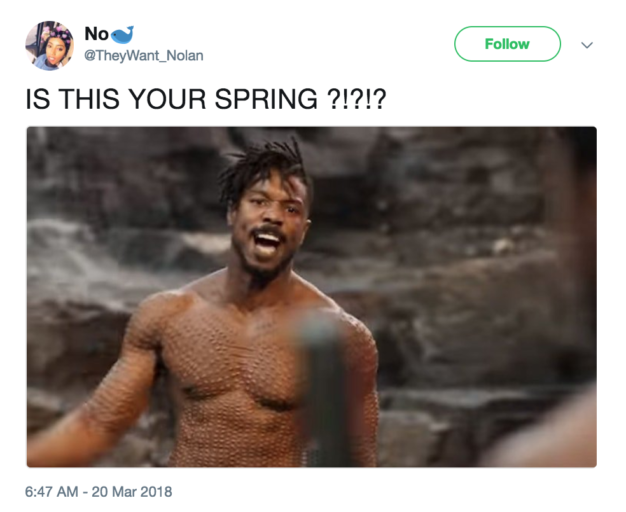 No🐳
@TheyWant_Nolan
Follow
IS THIS YOUR SPRING ?!?!?
6:47 AM - 20 Mar 2018